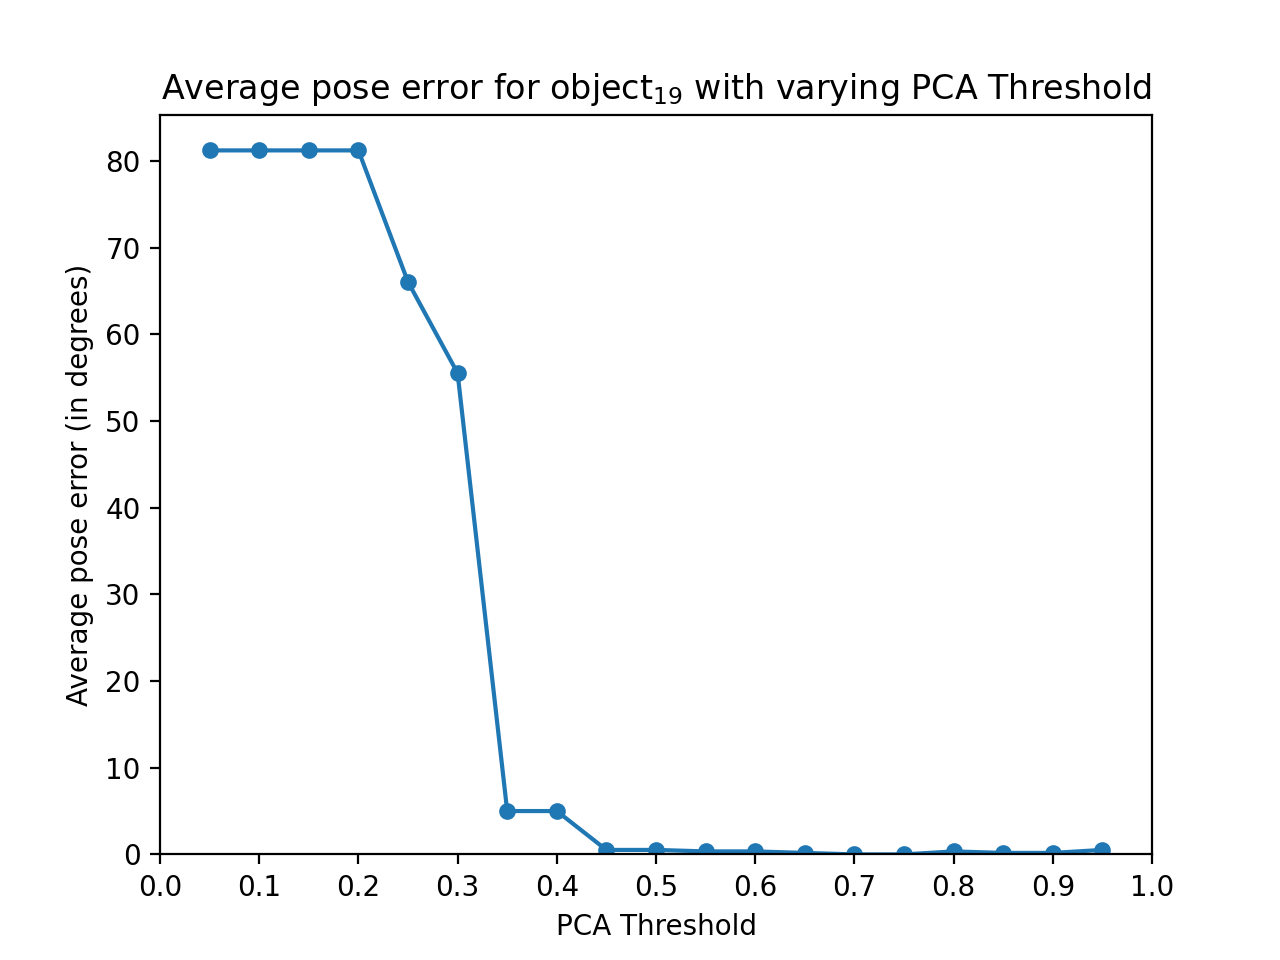 Average pose error for object₁₉ with varying PCA Threshold
80
70
60
50
40
30
20
10
0
Average pose error (in degrees)
0.0 0.1 0.2 0.3 0.4 0.5 0.6 0.7 0.8 0.9 1.0
PCA Threshold